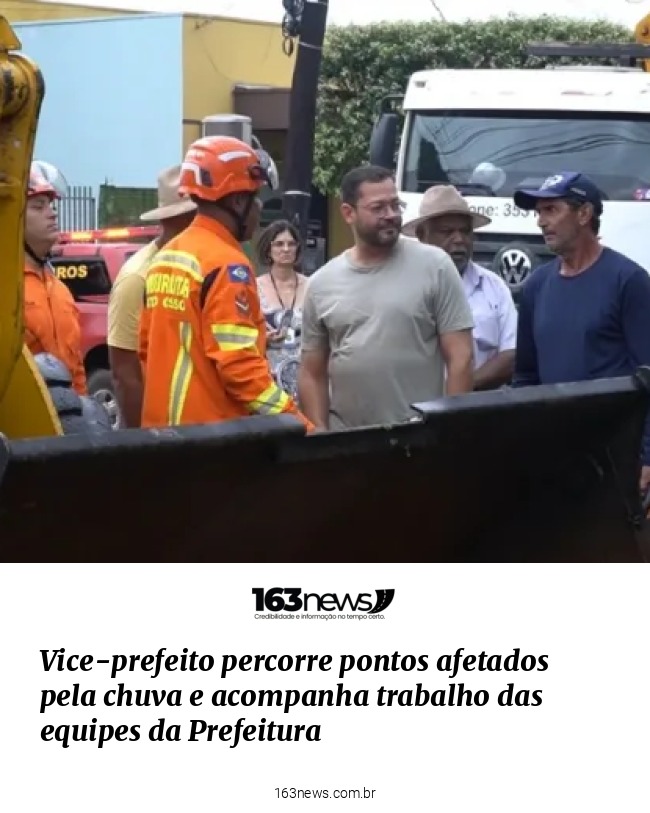 ROS
163news
Credibilidade e informação no tempo certo.
Vice-prefeito percorre pontos afetados
pela chuva e acompanha trabalho das
equipes da Prefeitura
163news.com.br